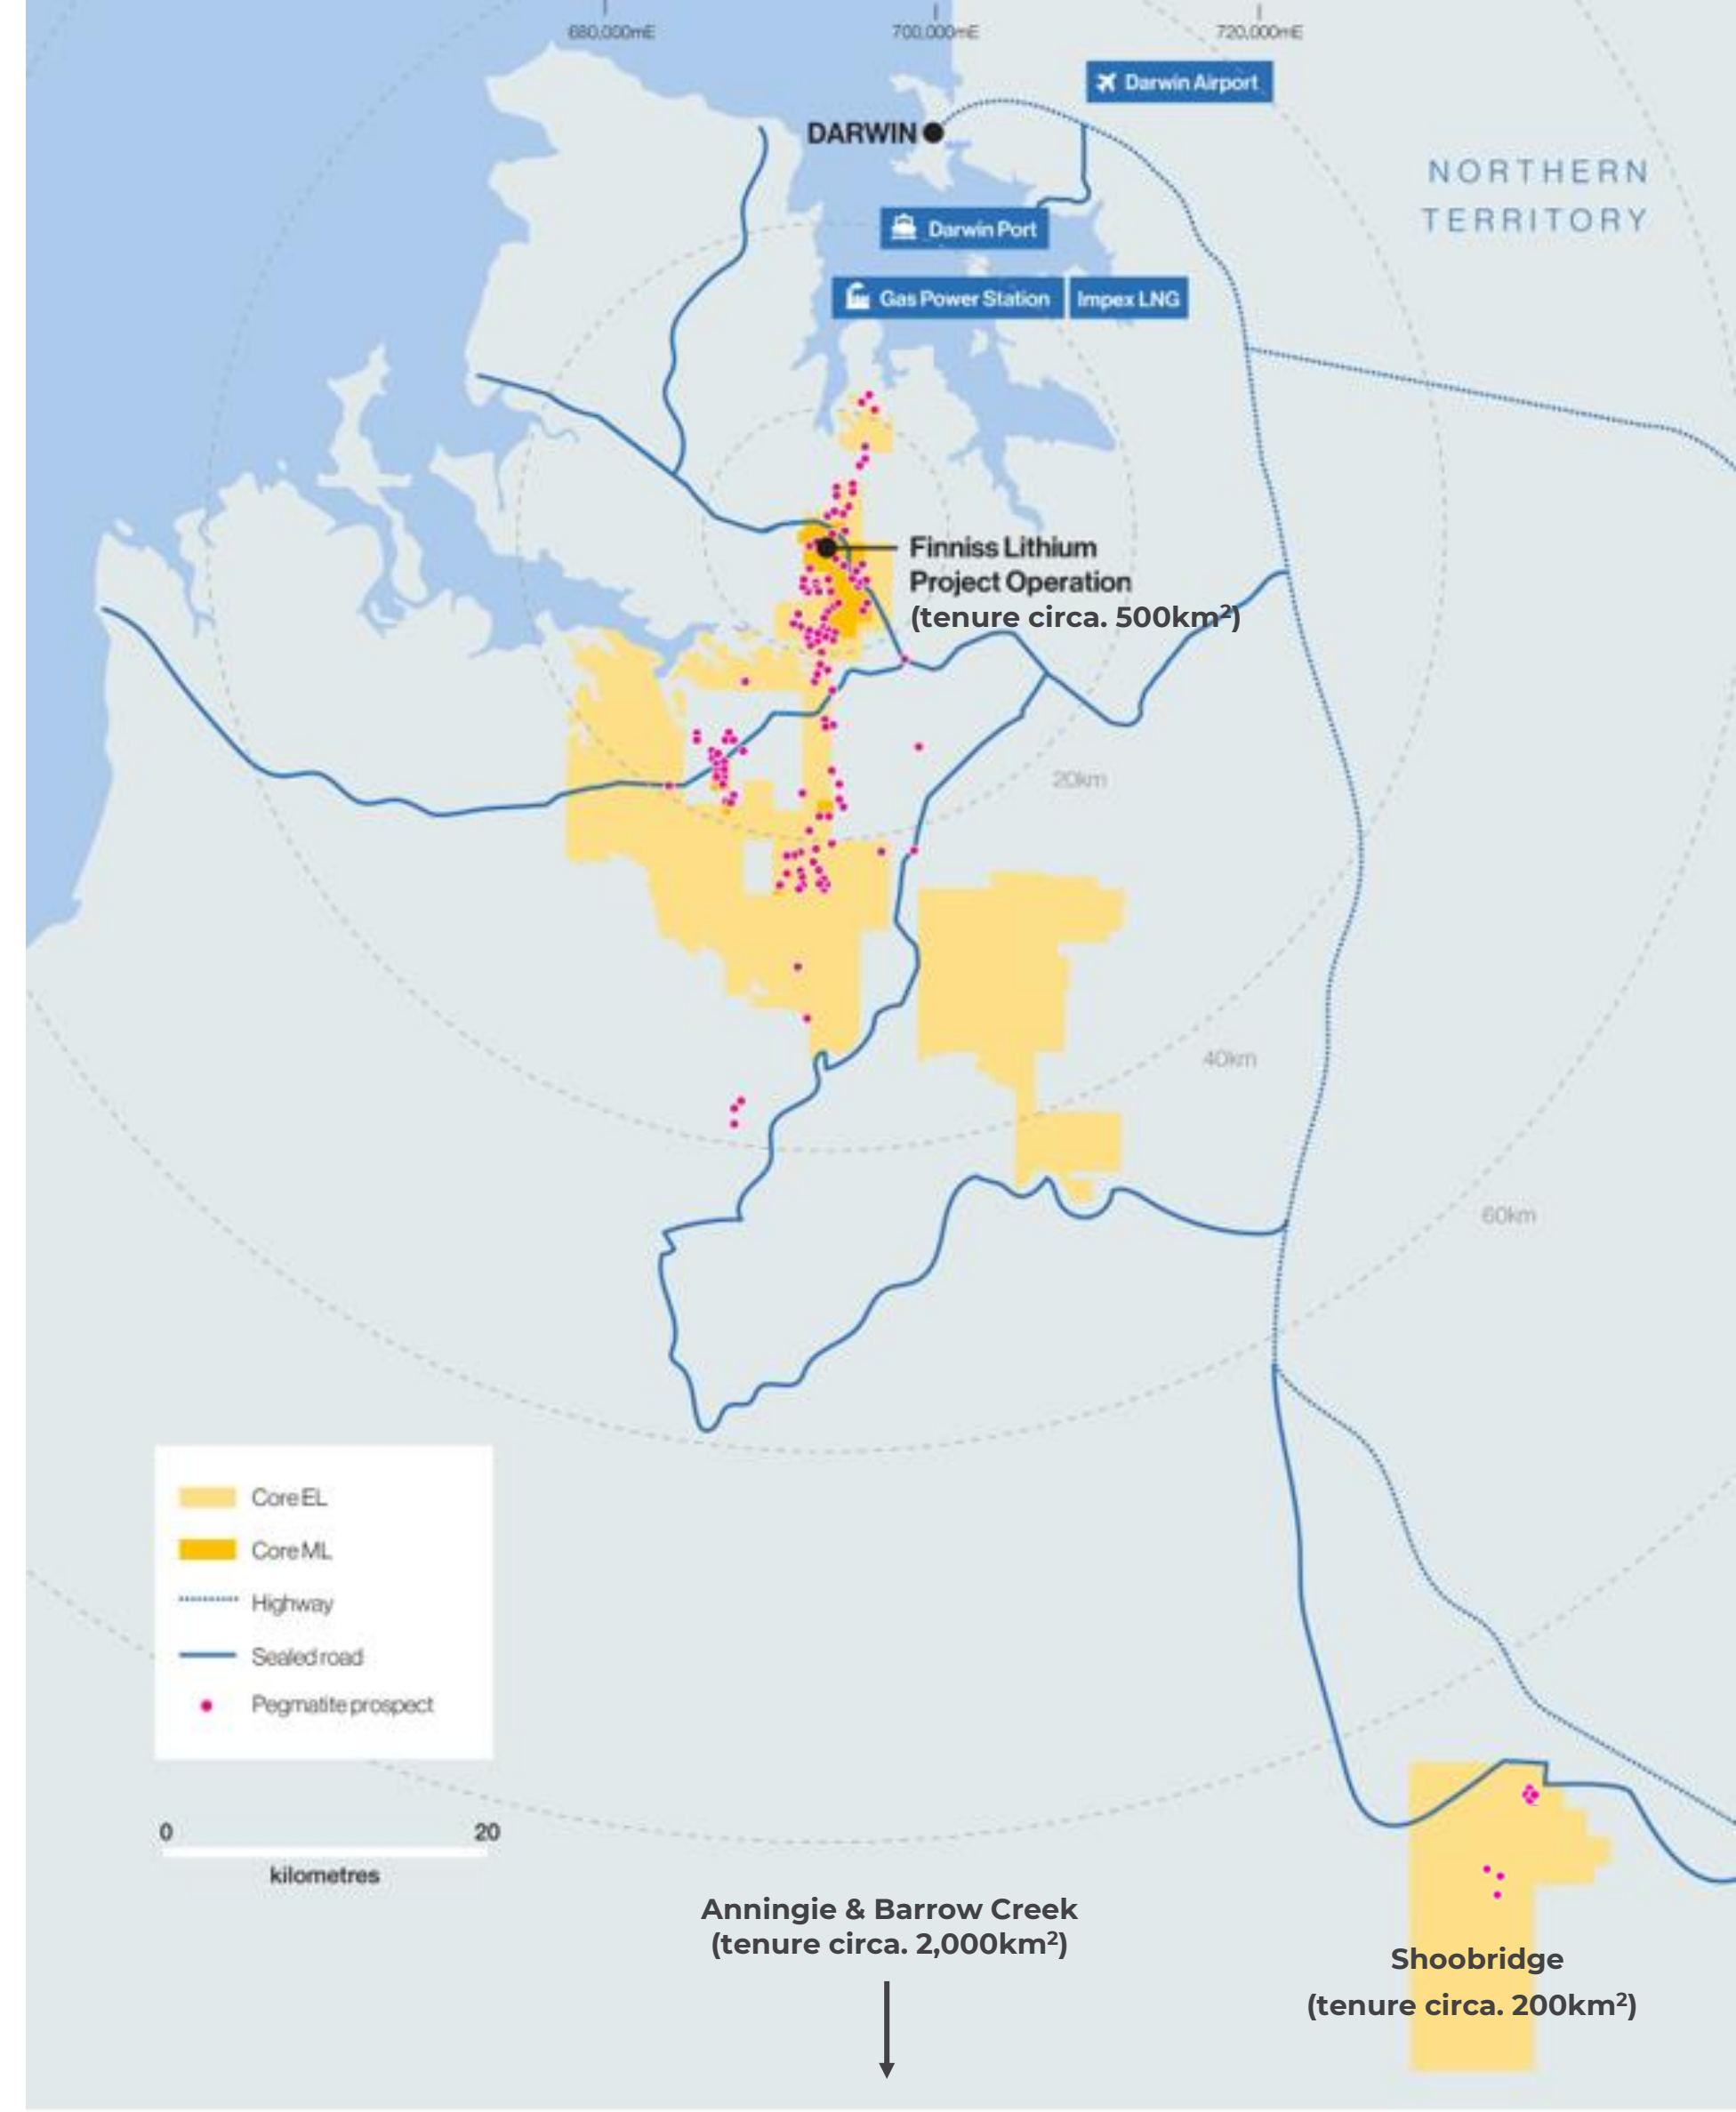 680,000mE
700,000mE
720,000mE
Darwin Airport
DARWIN
NORTHERN
TERRITORY
Darwin Port
Gas Power Station
Impex LNG
Finniss Lithium
Project Operation
(tenure circa. 500km²)
20km
40km
60km
Core EL
Core ML
Highway
Sealed road
Pegmatite prospect
0
20
kilometres
Anningie & Barrow Creek
(tenure circa. 2,000km²)
Shoobridge
(tenure circa. 200km²)